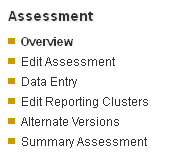 Assessment
Overview
Edit Assessment
Data Entry
Edit Reporting Clusters
Alternate Versions
Summary Assessment